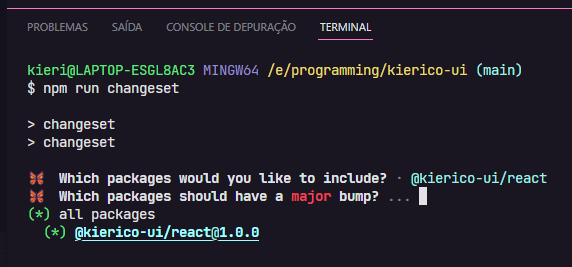 PROBLEMAS SAÍDA CONSOLE DE DEPURAÇÃO TERMINAL
kieri@LAPTOP-ESGL8AC3 MINGW64 /e/programming/kierico-ui (main)
$ npm run changeset
> changeset
> changeset
Which packages would you like to include? · @kierico-ui/react
Which packages should have a major bump? ...
(*) all packages
(*) @kierico-ui/react@1.0.0